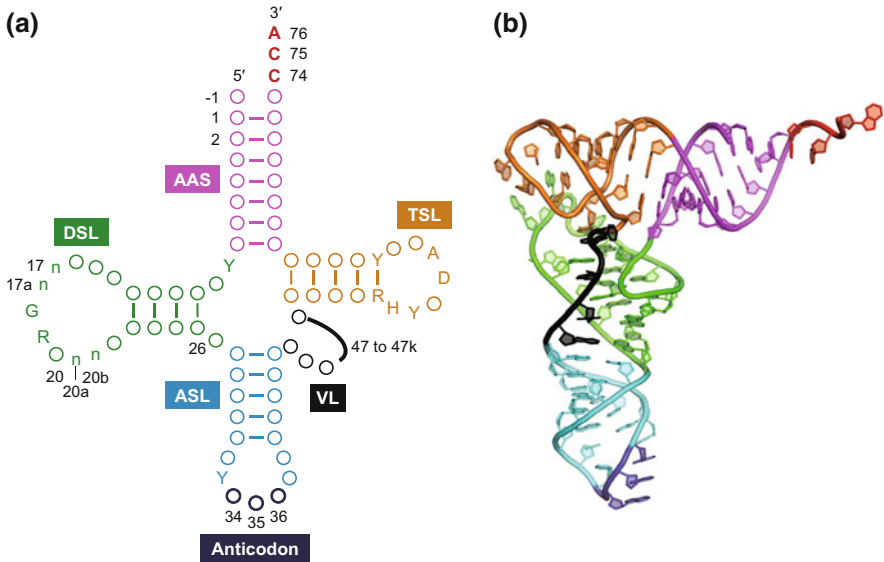 (a)
(b)
3′
A 76
C 75
5′ C 74
-1
1
2
AAS
DSL
TSL
Y
Y
A
17 n
D
17a n
G
R H Y
R
26
47 to 47k
20 n n
20a 20b
ASL
VL
Y
34 35 36
Anticodon